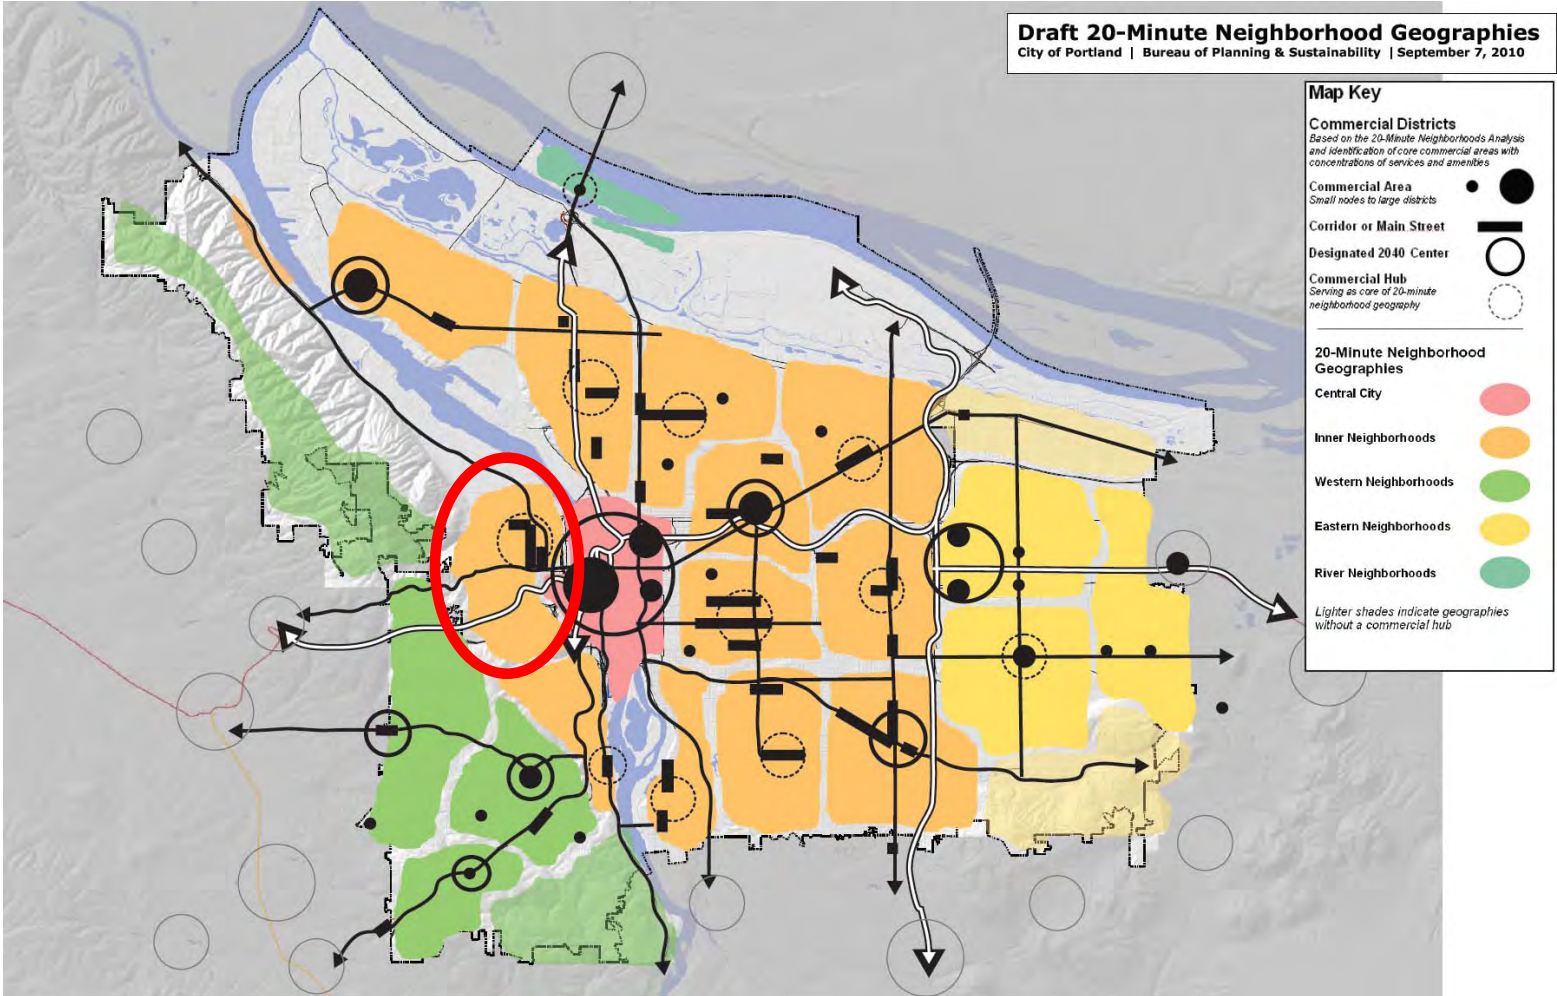 Draft 20-Minute Neighborhood Geographies
City of Portland | Bureau of Planning & Sustainability | September 7, 2010
Map Key
Commercial Districts
Based on the 20-Minute Neighborhoods Analysis
and identification of core commercial areas with
concentrations of services and amenities
Commercial Area
Small nodes to large districts
Corridor or Main Street
Designated 2040 Center
Commercial Hub
Serving as core of 20-minute
neighborhood geography
20-Minute Neighborhood
Geographies
Central City
Inner Neighborhoods
Western Neighborhoods
Eastern Neighborhoods
River Neighborhoods
Lighter shades indicate geographies
without a commercial hub